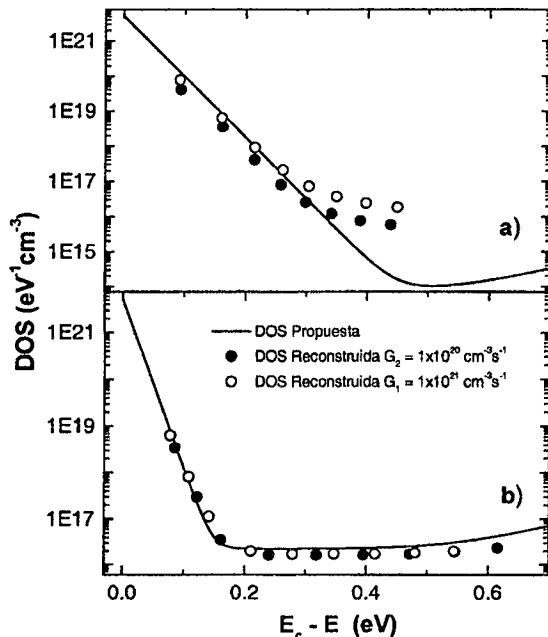 1E21
1E19
1E17
1E15
a)
DOS (eV⁻¹cm⁻³)
1E21
1E19
1E17
DOS Propuesta
DOS Reconstruida G₂ = 1x10²⁰ cm⁻³s⁻¹
DOS Reconstruida G₁ = 1x10²¹ cm⁻³s⁻¹
b)
0.0 0.2 0.4 0.6
E_c - E (eV)